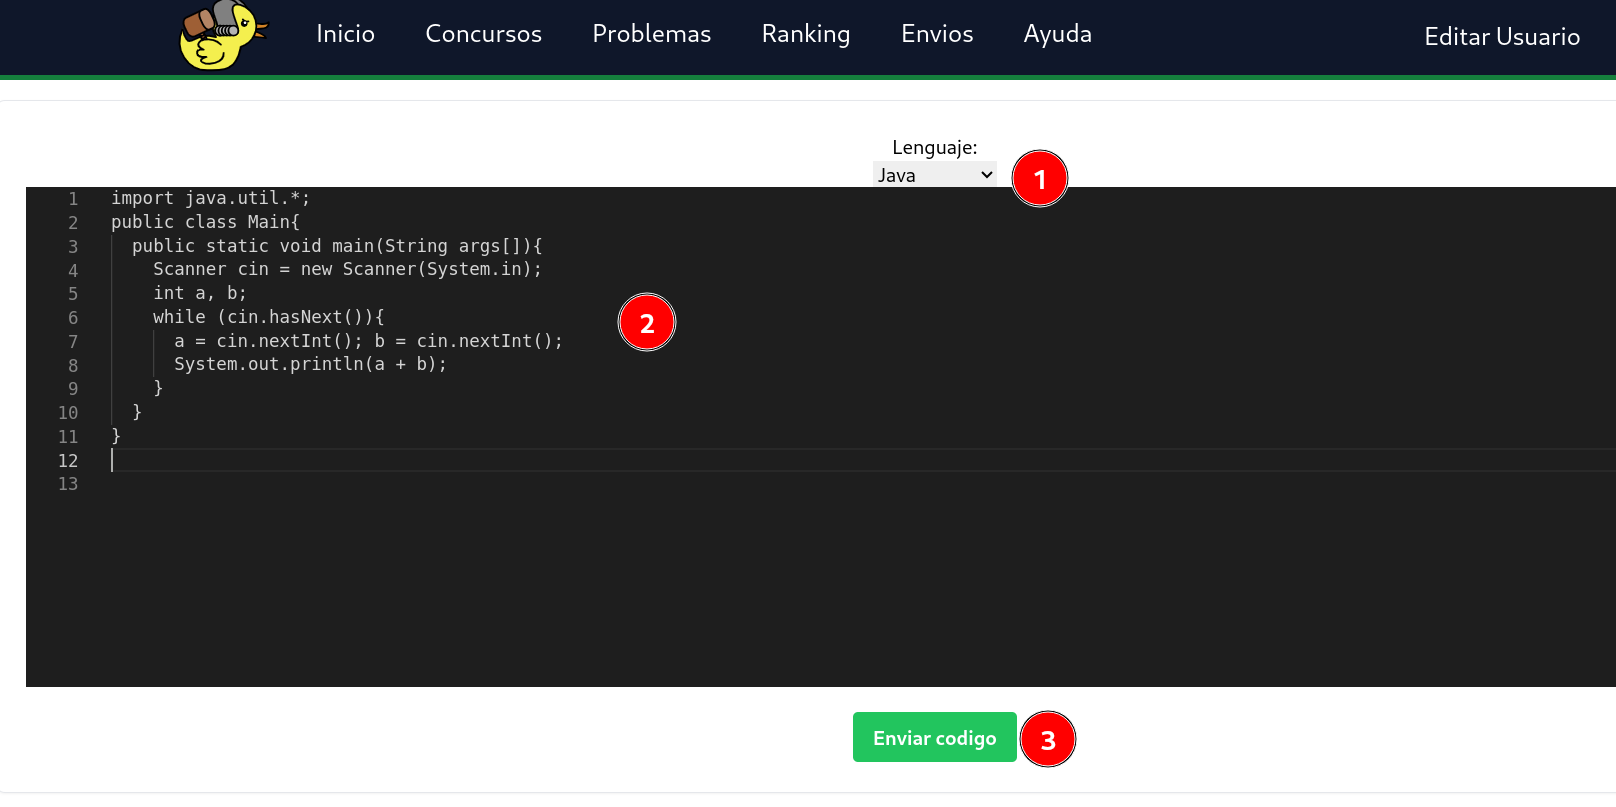 Inicio Concursos Problemas Ranking Envios Ayuda Editar Usuario
Lenguaje:
Java 1
1 import java.util.*;
2 public class Main{
3   public static void main(String args[]){
4     Scanner cin = new Scanner(System.in);
5     int a, b;
6     while (cin.hasNext()){
2
7       a = cin.nextInt(); b = cin.nextInt();
8       System.out.println(a + b);
9     }
10   }
11 }
12
13
Enviar codigo 3